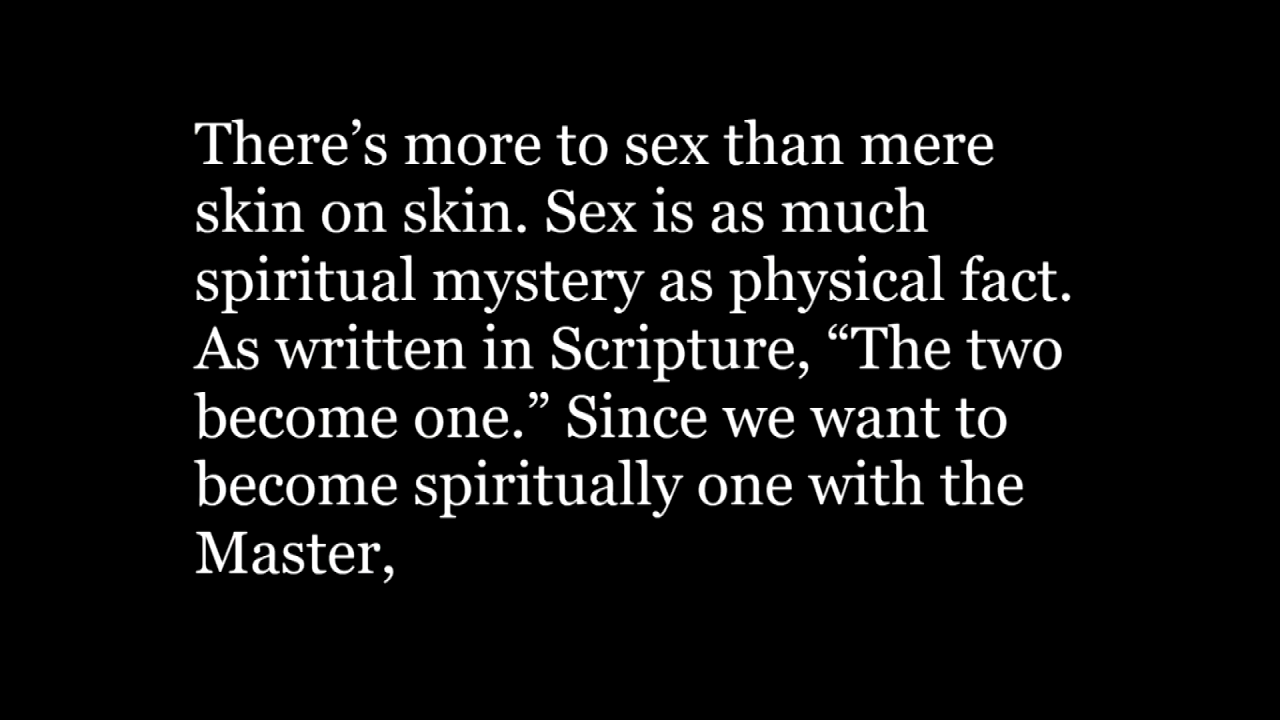 There’s more to sex than mere
skin on skin. Sex is as much
spiritual mystery as physical fact.
As written in Scripture, “The two
become one.” Since we want to
become spiritually one with the
Master,